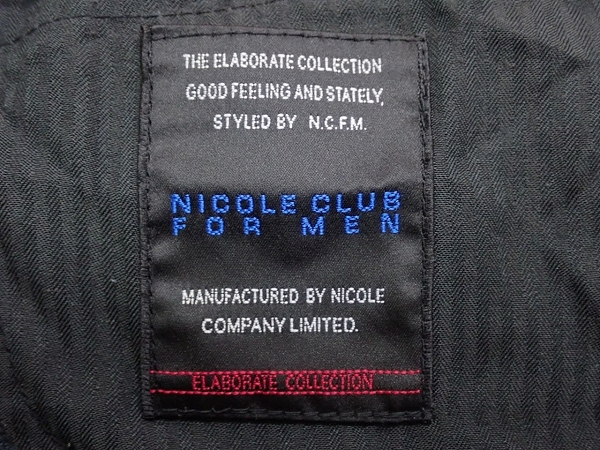 THE ELABORATE COLLECTION
GOOD FEELING AND STATELY,
STYLED BY N.C.F.M.
NICOLE CLUB
FOR MEN
MANUFACTURED BY NICOLE
COMPANY LIMITED.
ELABORATE COLLECTION